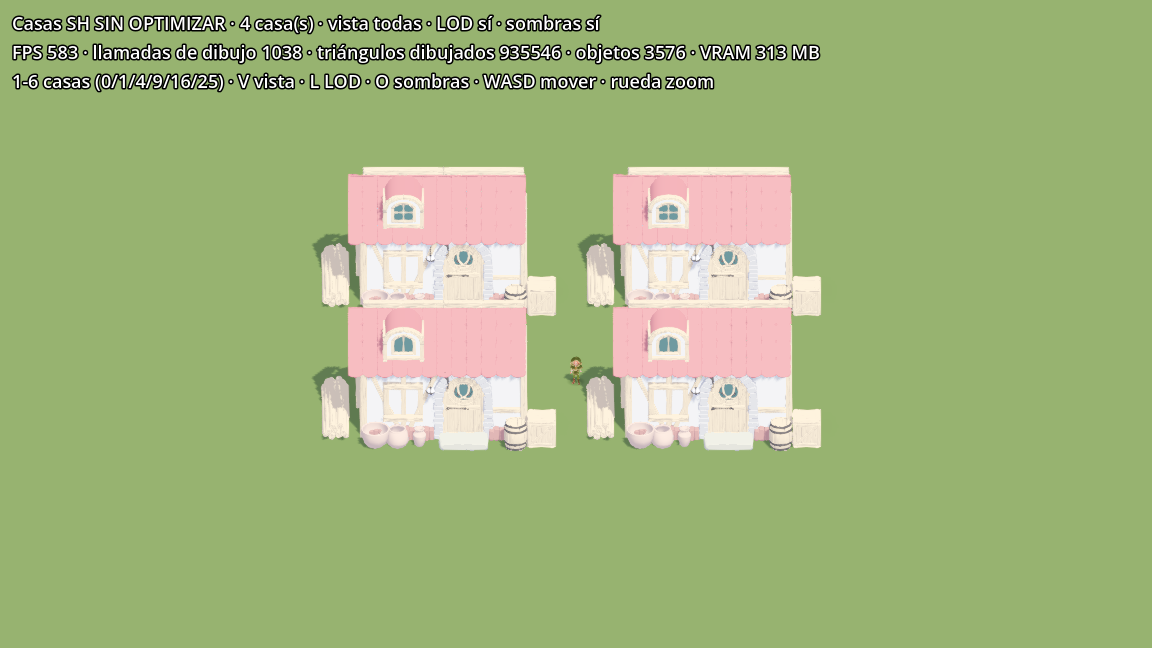 Casas SH SIN OPTIMIZAR · 4 casa(s) · vista todas · LOD sí · sombras sí
FPS 583 · llamadas de dibujo 1038 · triángulos dibujados 935546 · objetos 3576 · VRAM 313 MB
1-6 casas (0/1/4/9/16/25) · V vista · L LOD · O sombras · WASD mover · rueda zoom